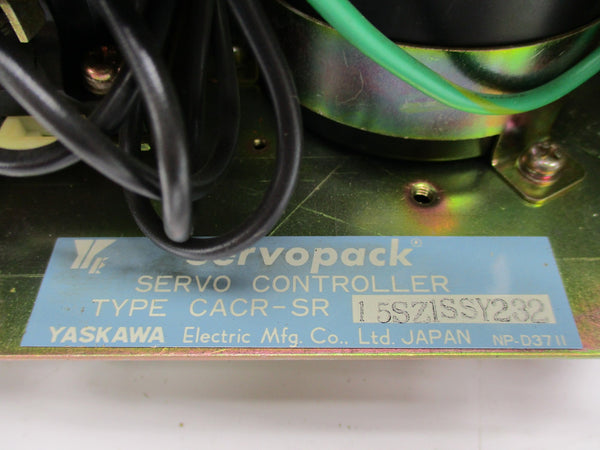 Servopack®
SERVO CONTROLLER
TYPE CACR-SR 15SZ1SSY232
YASKAWA Electric Mfg. Co., Ltd. JAPAN NP-D3711